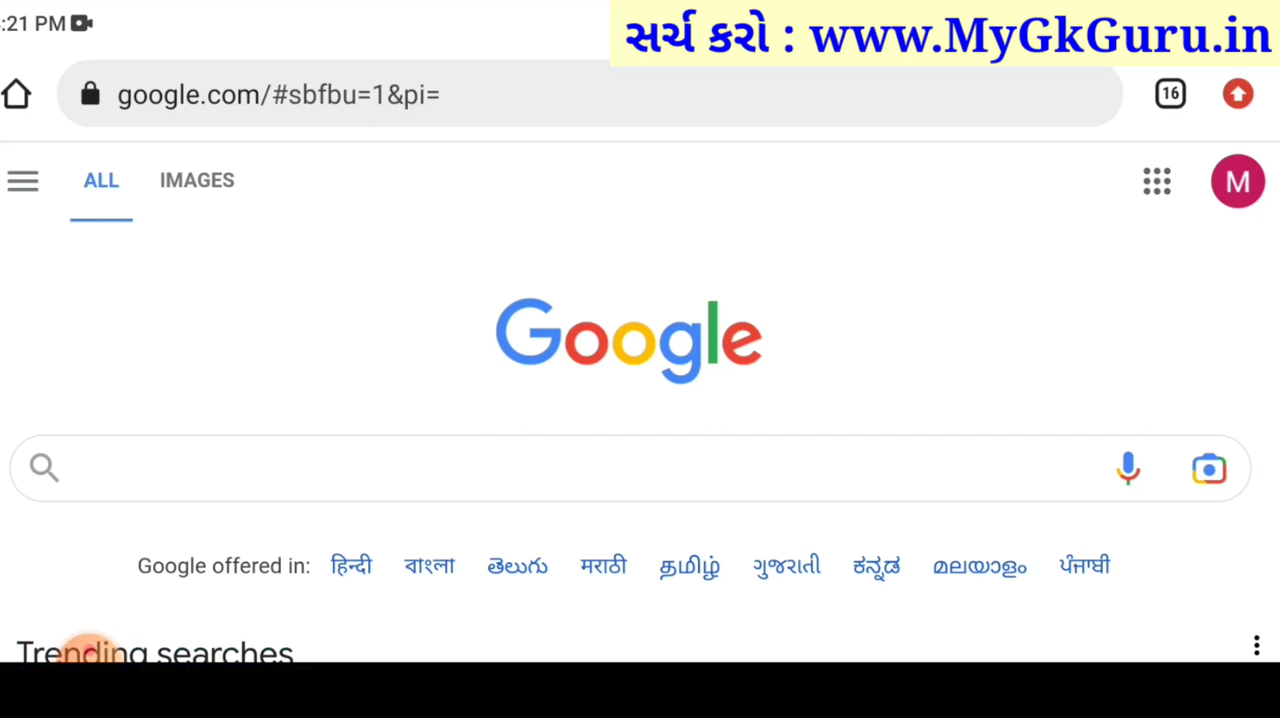 :21 PM
સર્ચ કરો : www.MyGkGuru.in
google.com/#sbfbu=1&pi=
16
ALL IMAGES
M
Google
Google offered in: हिन्दी বাংলা తెలుగు मराठी தமிழ் ગુજરાતી ಕನ್ನಡ മലയാളം ਪੰਜਾਬੀ
Trending searches